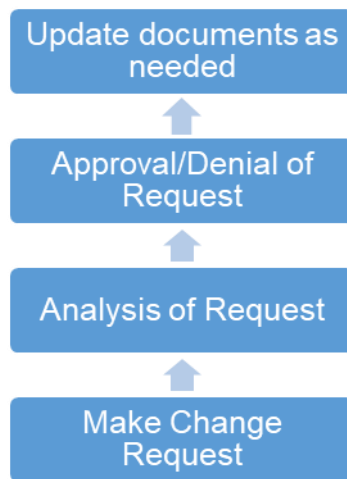 Update documents as
needed
Approval/Denial of
Request
Analysis of Request
Make Change
Request